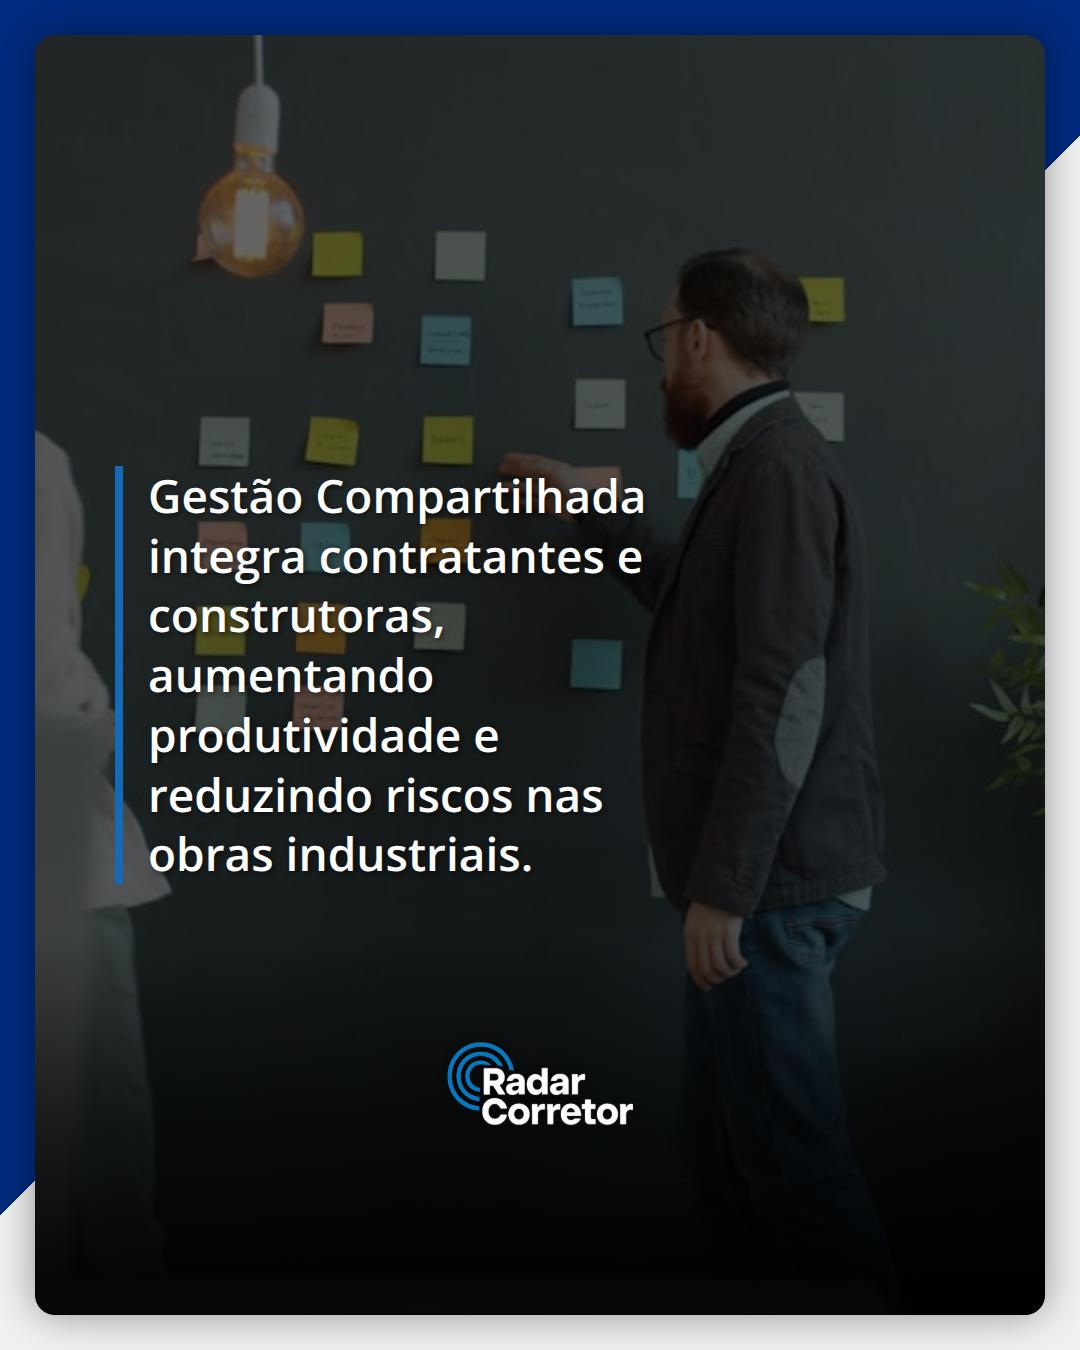 Gestão Compartilhada
integra contratantes e
construtoras,
aumentando
produtividade e
reduzindo riscos nas
obras industriais.
Radar
Corretor